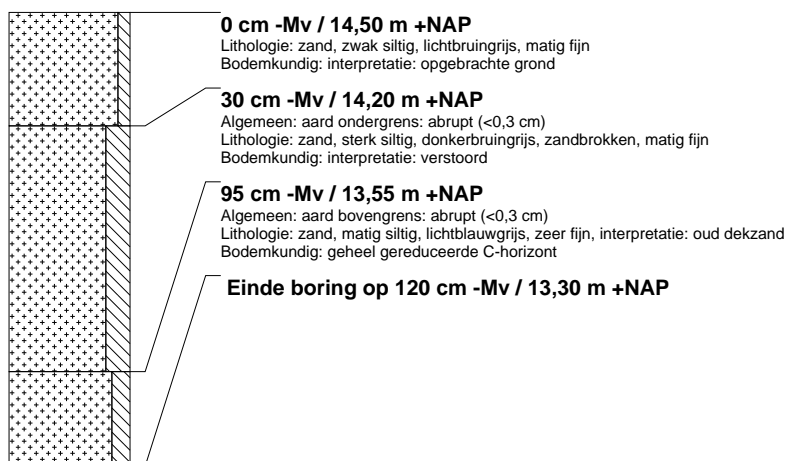 0 cm -Mv / 14,50 m +NAP
Lithologie: zand, zwak siltig, lichtbruingrijs, matig fijn
Bodemkundig: interpretatie: opgebrachte grond
30 cm -Mv / 14,20 m +NAP
Algemeen: aard ondergrens: abrupt (<0,3 cm)
Lithologie: zand, sterk siltig, donkerbruingrijs, zandbrokken, matig fijn
Bodemkundig: interpretatie: verstoord
95 cm -Mv / 13,55 m +NAP
Algemeen: aard bovengrens: abrupt (<0,3 cm)
Lithologie: zand, matig siltig, lichtblauwgrijs, zeer fijn, interpretatie: oud dekzand
Bodemkundig: geheel gereduceerde C-horizont
Einde boring op 120 cm -Mv / 13,30 m +NAP